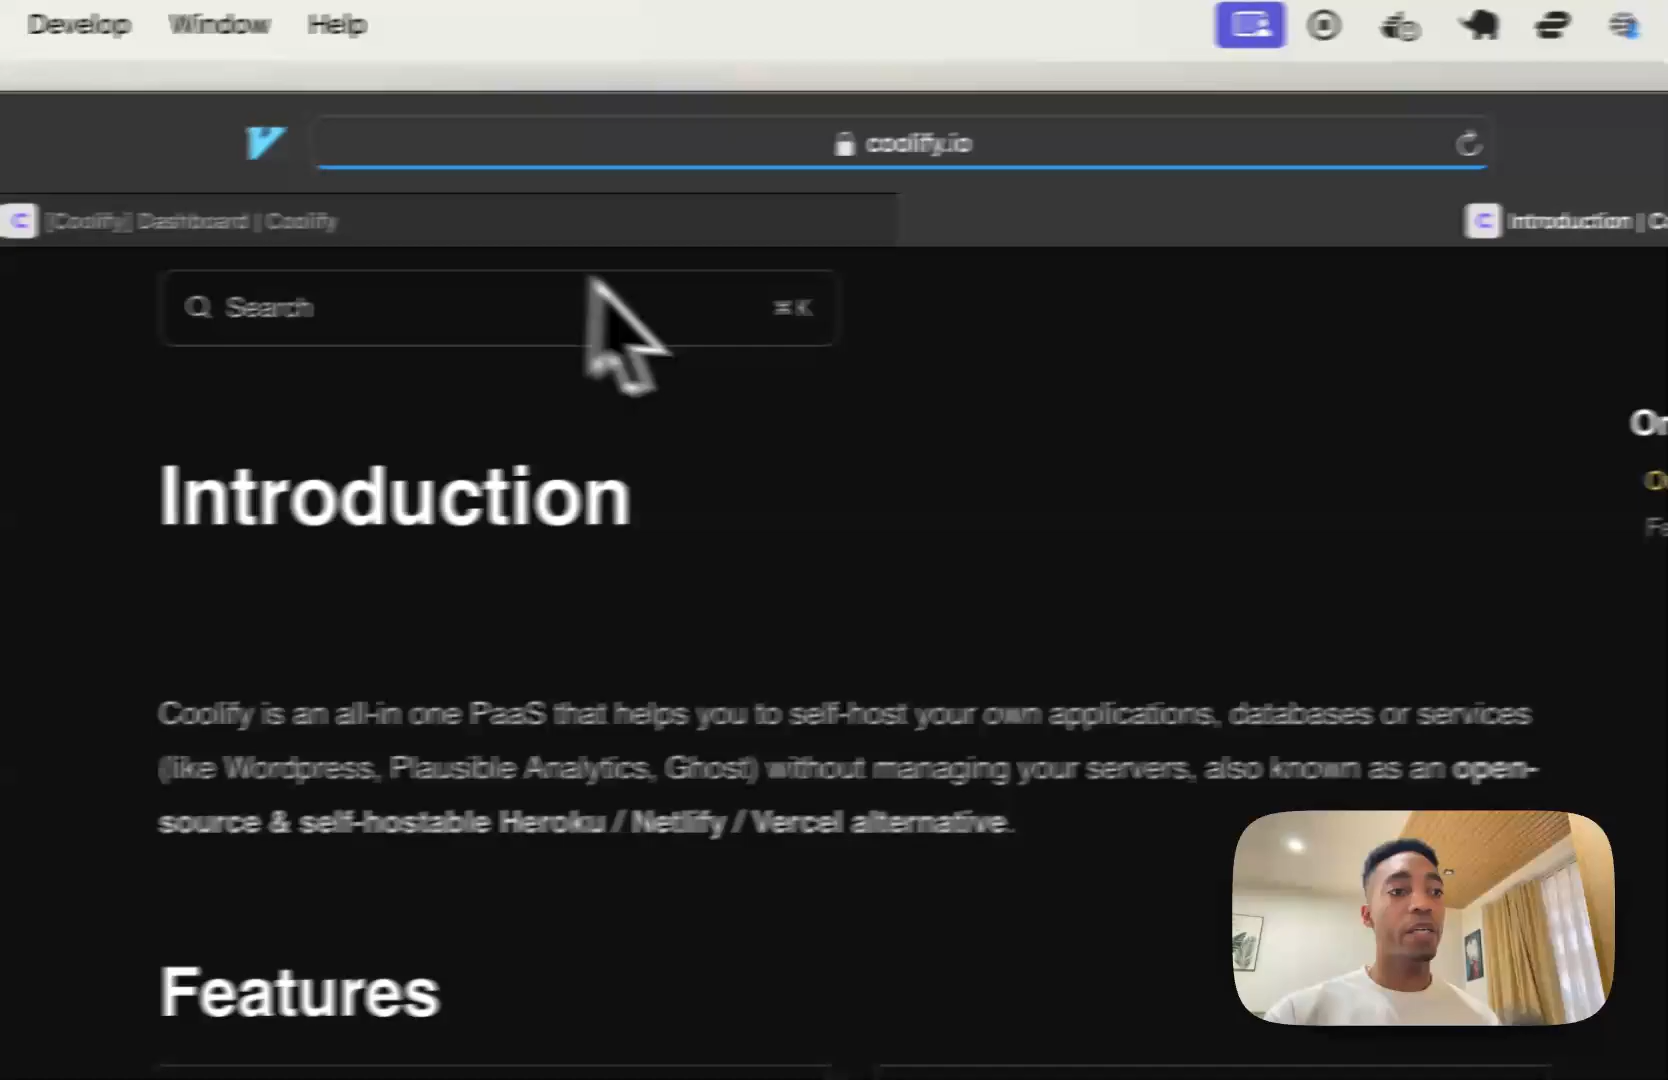 Develop Window Help
coolify.io
[Coolify] Dashboard | Coolify
Introduction |
Search ⌘ K
Introduction
Coolify is an all-in one PaaS that helps you to self-host your own applications, databases or services
(like Wordpress, Plausible Analytics, Ghost) without managing your servers, also known as an open-
source & self-hostable Heroku / Netlify / Vercel alternative.
Features